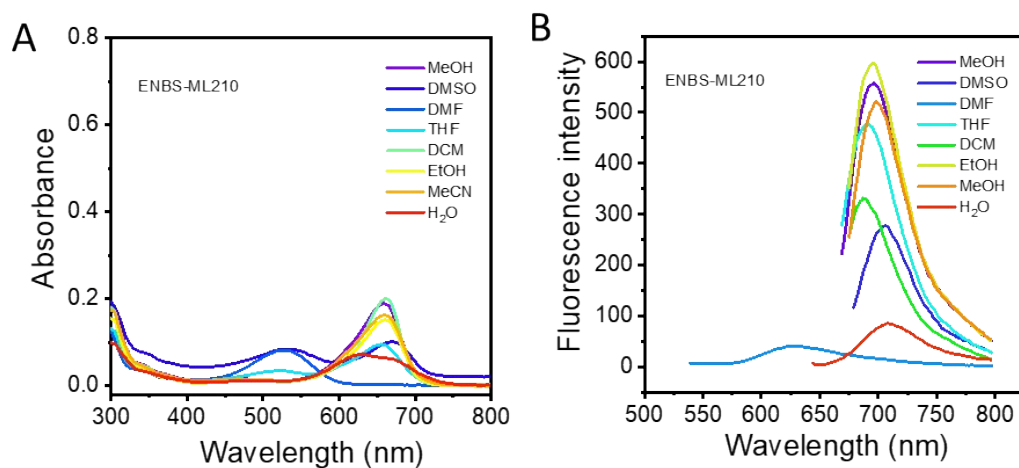 A
0.8
0.6
0.4
0.2
0.0
Absorbance
ENBS-ML210
MeOH
DMSO
DMF
THF
DCM
EtOH
MeCN
H2O
300 400 500 600 700 800
Wavelength (nm)
B
600
500
400
300
200
100
0
Fluorescence intensity
ENBS-ML210
MeOH
DMSO
DMF
THF
DCM
EtOH
MeOH
H2O
500 550 600 650 700 750 800
Wavelength (nm)